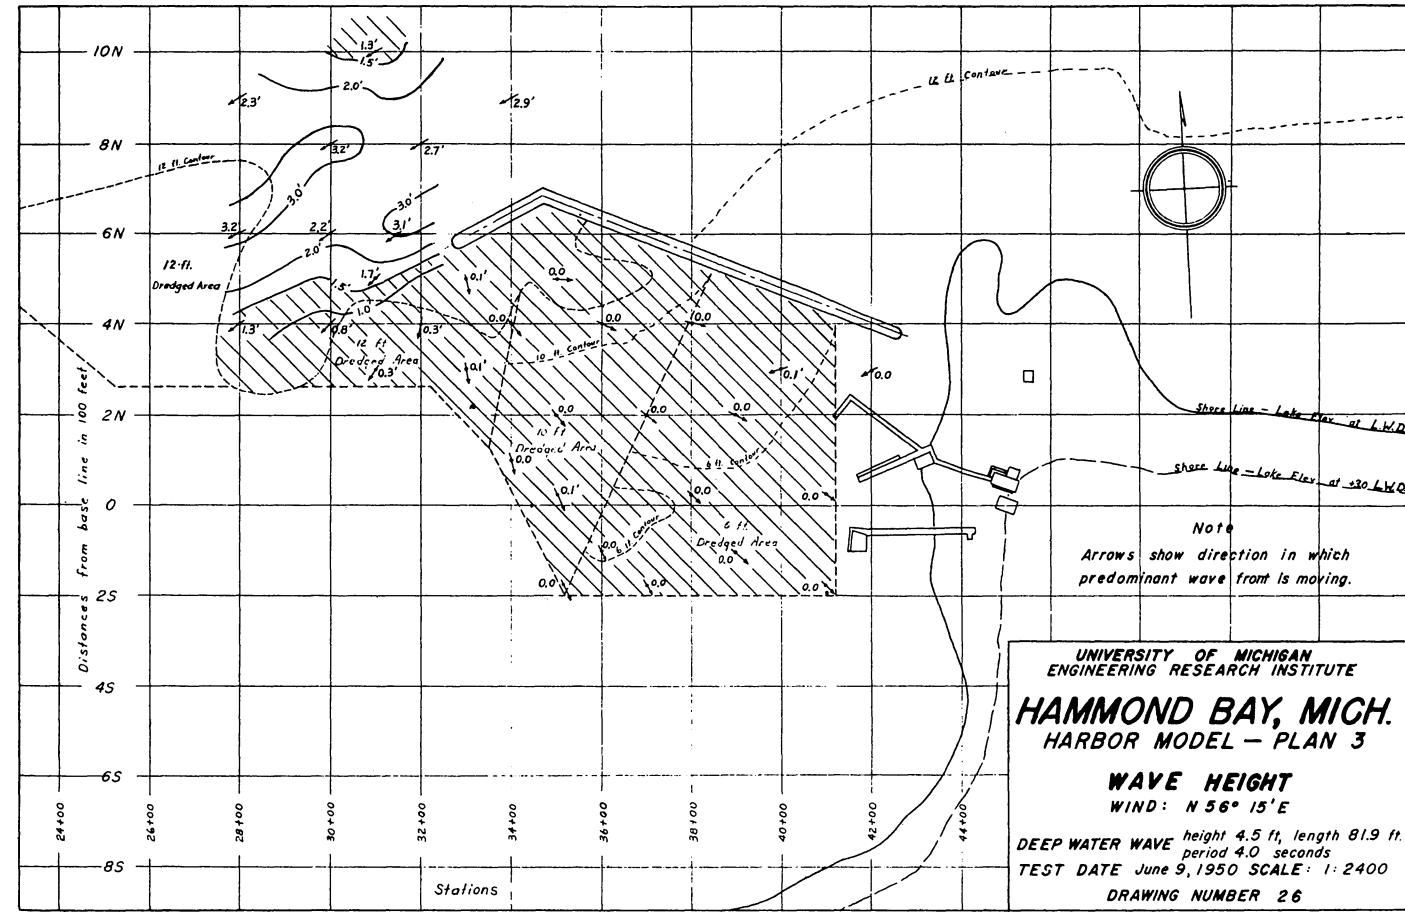 10N
1.3'
1.5'
2.0'
2.3'
2.9'
12 ft. Contour
8N
3.2'
2.7'
12 ft. Contour
3.0'
3.0'
6N
3.2'
2.2'
3.1'
2.0'
12-ft.
Dredged Area
1.7'
0.1'
0.0
1.5'
1.0'
4N
1.3'
0.8'
0.3'
0.0
0.0
0.0
12 ft
Dredged Area
10 ft. Contour
0.3'
0.1'
0.1'
0.0
2N
0.0
0.0
0.0
10 ft
Dredged Area
0.0
6 ft. Contour
Shore Line - Lake Elev. at L.W.D
Shore Line - Lake Elev. at +3.0 L.W.D
0
0.1'
0.0
0.0
6 ft. Contour
6 ft.
Dredged Area
0.0
0.0
2S
0.0
0.0
0.0
4S
6S
8S
Distances from base line in 100 feet
24+00
26+00
28+00
30+00
32+00
34+00
36+00
38+00
40+00
42+00
44+00
Stations
Note
Arrows show direction in which
predominant wave front is moving.
UNIVERSITY OF MICHIGAN
ENGINEERING RESEARCH INSTITUTE
HAMMOND BAY, MICH.
HARBOR MODEL - PLAN 3
WAVE HEIGHT
WIND: N 56° 15' E
DEEP WATER WAVE height 4.5 ft, length 81.9 ft.
period 4.0 seconds
TEST DATE June 9, 1950 SCALE: 1:2400
DRAWING NUMBER 26